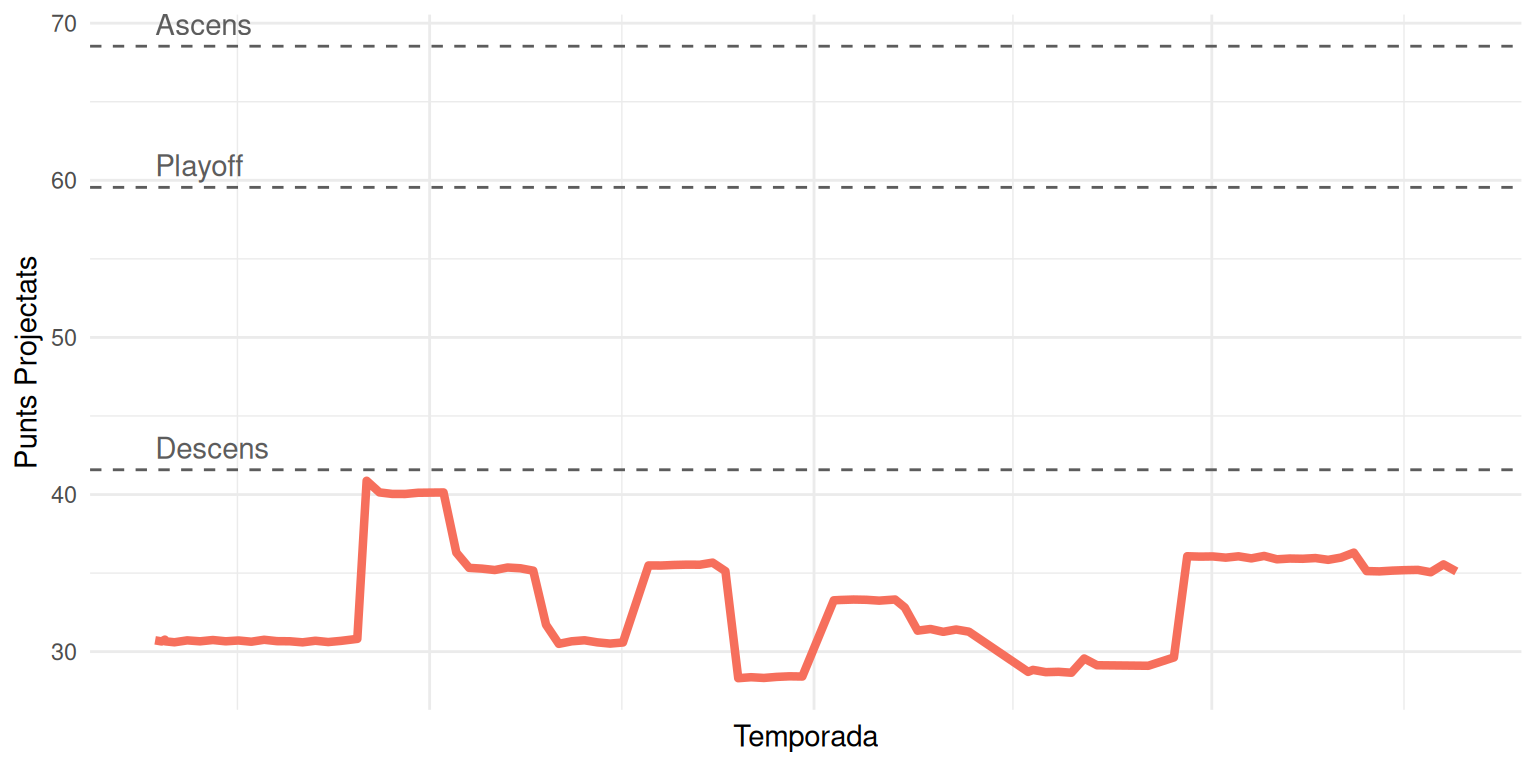 70
Ascens
Playoff
60
50
Descens
40
30
Punts Projectats
Temporada